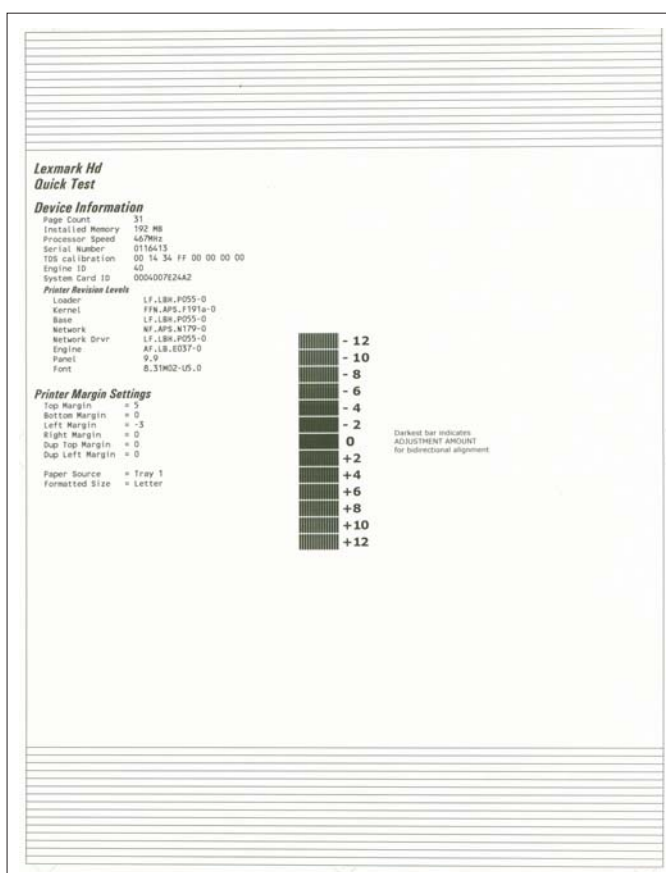 Lexmark Hd
Quick Test
Device Information
Page Count 31
Installed Memory 192 MB
Processor Speed 467MHz
Serial Number 0116413
TDS calibration 00 14 34 FF 00 00 00 00
Engine ID 40
System Card ID 0004007E24A2
Printer Revision Levels
Loader LF.LBH.P055-0
Kernel FFN.APS.F191a-0
Base LF.LBH.P055-0
Network NF.APS.N179-0
Network Drvr LF.LBH.P055-0
Engine AF.LB.E037-0
Panel 9.9
Font 8.31M02-U5.0
Printer Margin Settings
Top Margin = 5
Bottom Margin = 0
Left Margin = -3
Right Margin = 0
Dup Top Margin = 0
Dup Left Margin = 0
Paper Source = Tray 1
Formatted Size = Letter
- 12
- 10
- 8
- 6
- 4
- 2
0
+2
+4
+6
+8
+10
+12
Darkest bar indicates
ADJUSTMENT AMOUNT
for bidirectional alignment